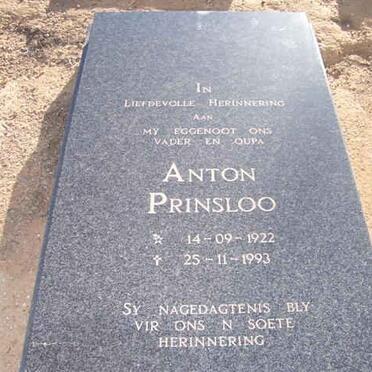 In
Liefdevolle Herinnering
Aan
my eggenoot ons
vader en oupa
Anton
Prinsloo
☆ 14-09-1922
✝ 25-11-1993
Sy nagedagtenis bly
vir ons n soete
herinnering